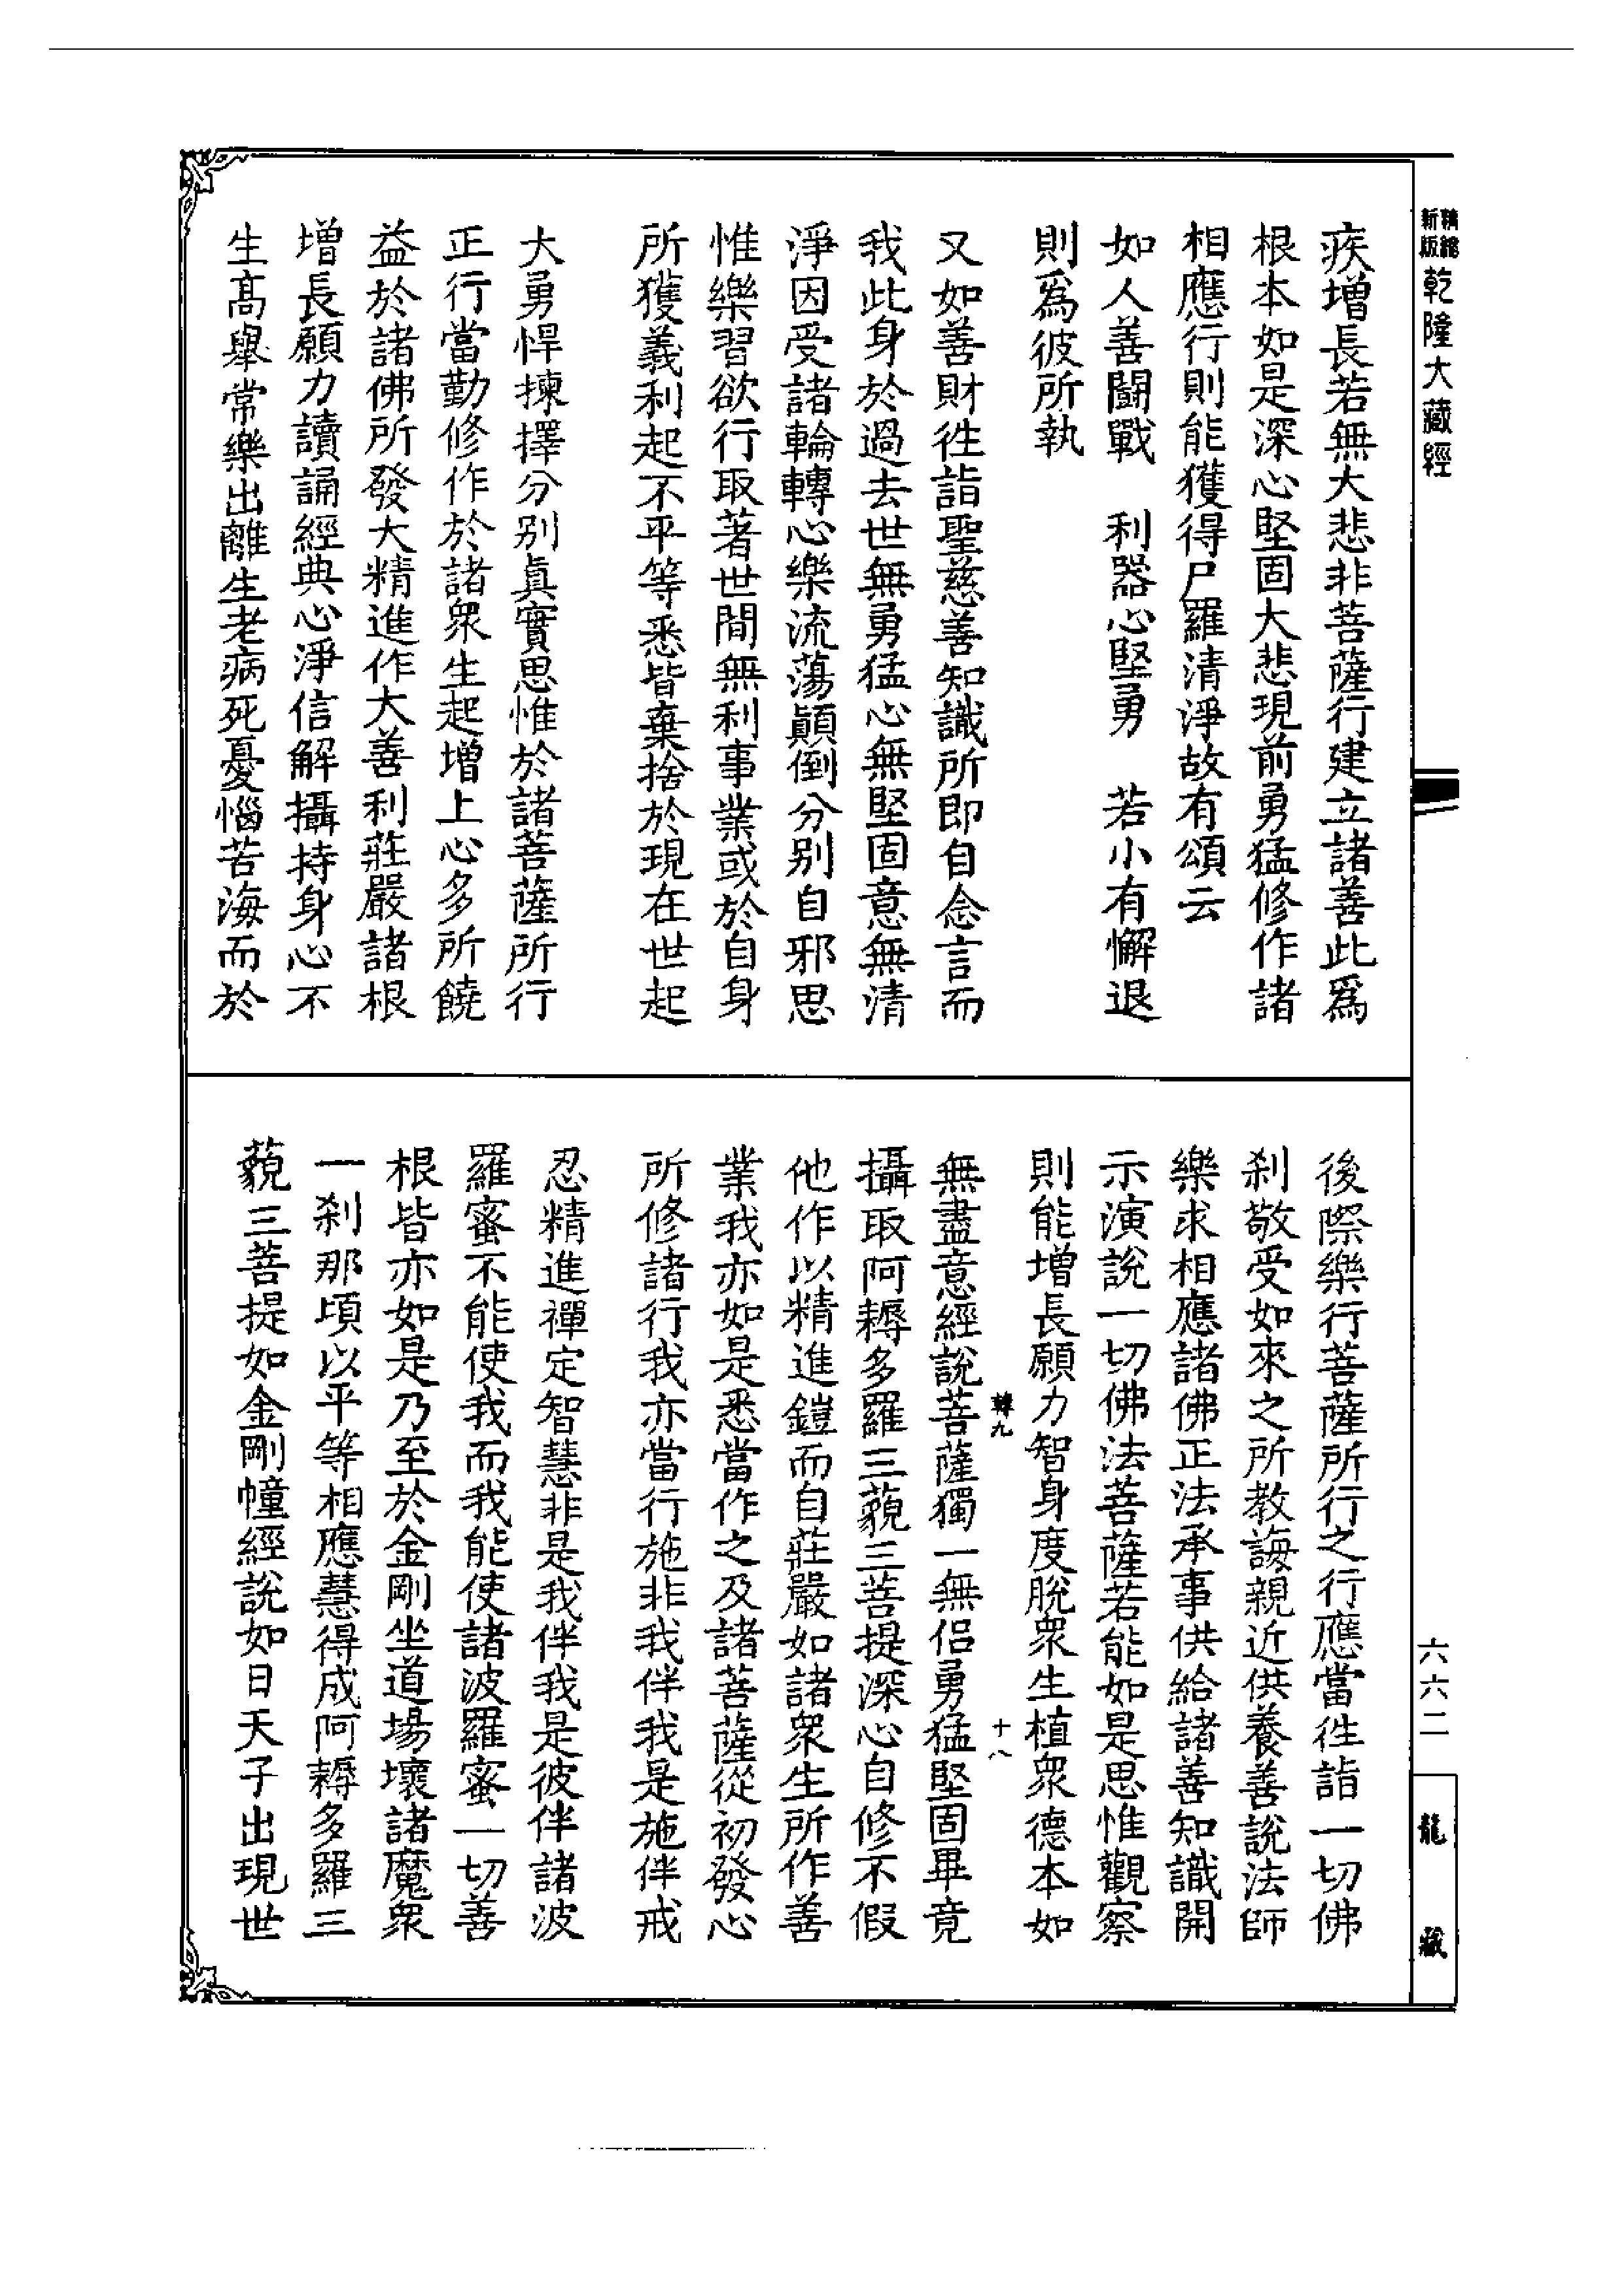 精縮新版乾隆大藏經
疾增長若無大悲非菩薩行建立諸善此爲
根本如是深心堅固大悲現前勇猛修作諸
相應行則能獲得尸羅清淨故有頌云
如人善鬭戰　利器心堅勇　若小有懈退
則爲彼所執
又如善財徃詣聖慈善知識所即自念言而
我此身於過去世無勇猛心無堅固意無清
淨因受諸輪轉心樂流蕩顚倒分別自邪思
惟樂習欲行取著世間無利事業或於自身
所獲義利起不平等悉皆棄捨於現在世起
大勇悍揀擇分別眞實思惟於諸菩薩所行
正行當勤修作於諸衆生起增上心多所饒
益於諸佛所發大精進作大善利莊嚴諸根
增長願力讀誦經典心淨信解攝持身心不
生高舉常樂出離生老病死憂惱苦海而於
後際樂行菩薩所行之行應當徃詣一切佛
刹敬受如來之所教誨親近供養善說法師
樂求相應諸佛正法承事供給諸善知識開
示演說一切佛法菩薩若能如是思惟觀察
則能增長願力智身度脫衆生植衆德本如
韓九　十八
無盡意經說菩薩獨一無侶勇猛堅固畢竟
攝取阿耨多羅三藐三菩提深心自修不假
他作以精進鎧而自莊嚴如諸衆生所作善
業我亦如是悉當作之及諸菩薩從初發心
所修諸行我亦當行施非我伴我是施伴戒
忍精進禪定智慧非是我伴我是彼伴諸波
羅蜜不能使我而我能使諸波羅蜜一切善
根皆亦如是乃至於金剛坐道場壞諸魔衆
一刹那頃以平等相應慧得成阿耨多羅三
藐三菩提如金剛幢經說如日天子出現世
六六二
龍藏